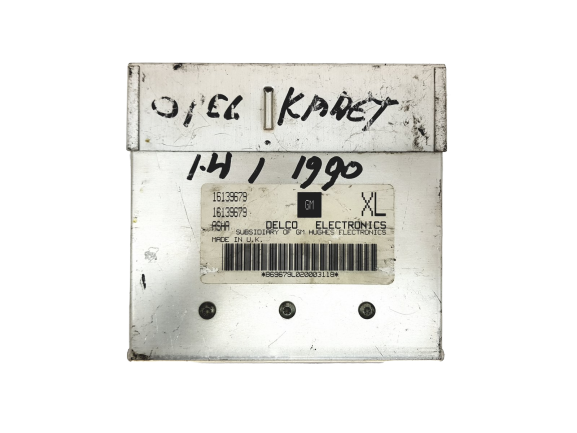 OPEL KADET
1.4 i 1990
16139679
16139679
GM
XL
ASHA
DELCO ELECTRONICS
SUBSIDIARY OF GM HUGHES ELECTRONICS
MADE IN U.K.
*869679L020003118*